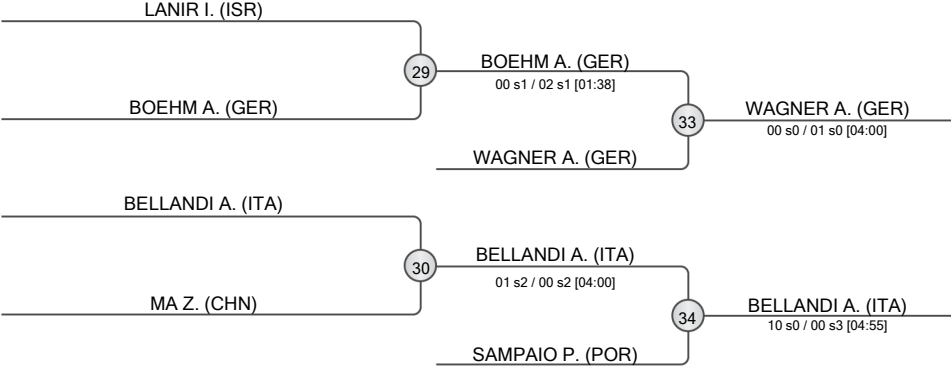 LANIR I. (ISR)
29
BOEHM A. (GER)
00 s1 / 02 s1 [01:38]
BOEHM A. (GER)
33
WAGNER A. (GER)
00 s0 / 01 s0 [04:00]
WAGNER A. (GER)
BELLANDI A. (ITA)
30
BELLANDI A. (ITA)
01 s2 / 00 s2 [04:00]
MA Z. (CHN)
34
BELLANDI A. (ITA)
10 s0 / 00 s3 [04:55]
SAMPAIO P. (POR)